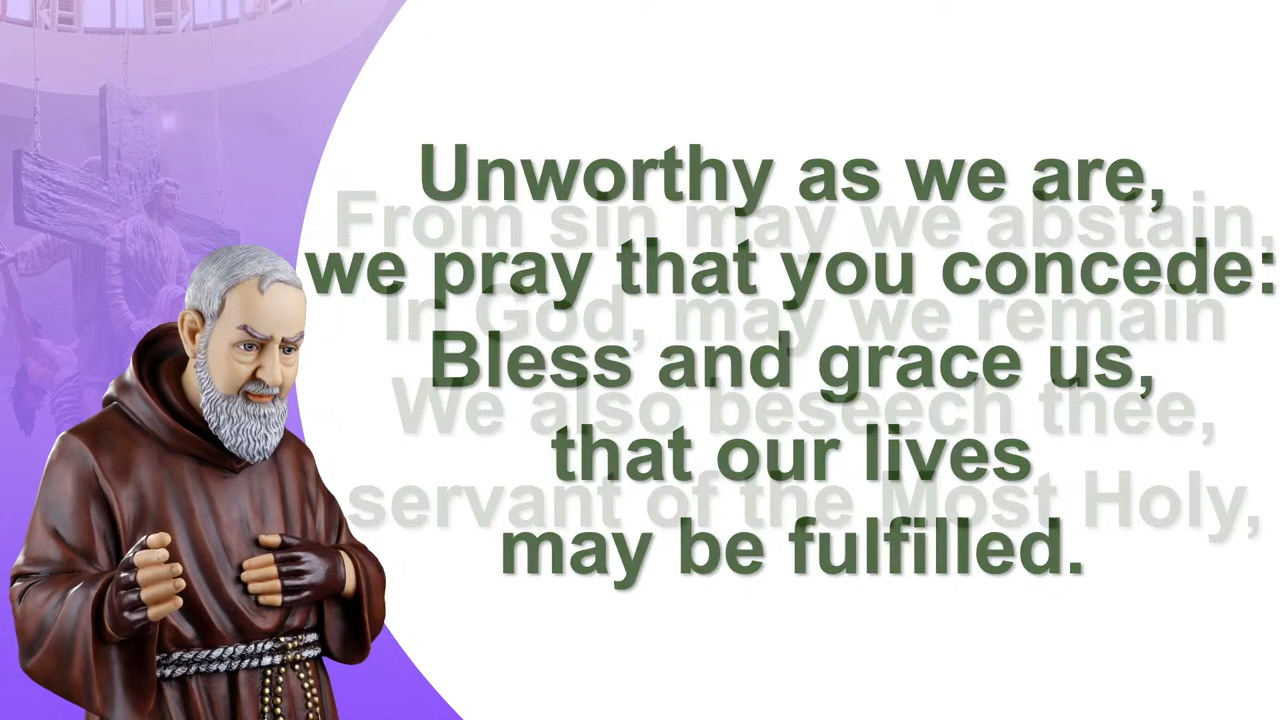 Unworthy as we are,
we pray that you concede:
Bless and grace us,
that our lives
may be fulfilled.
From sin may we abstain,
In God, may we remain
We also beseech thee,
servant of the Most Holy,